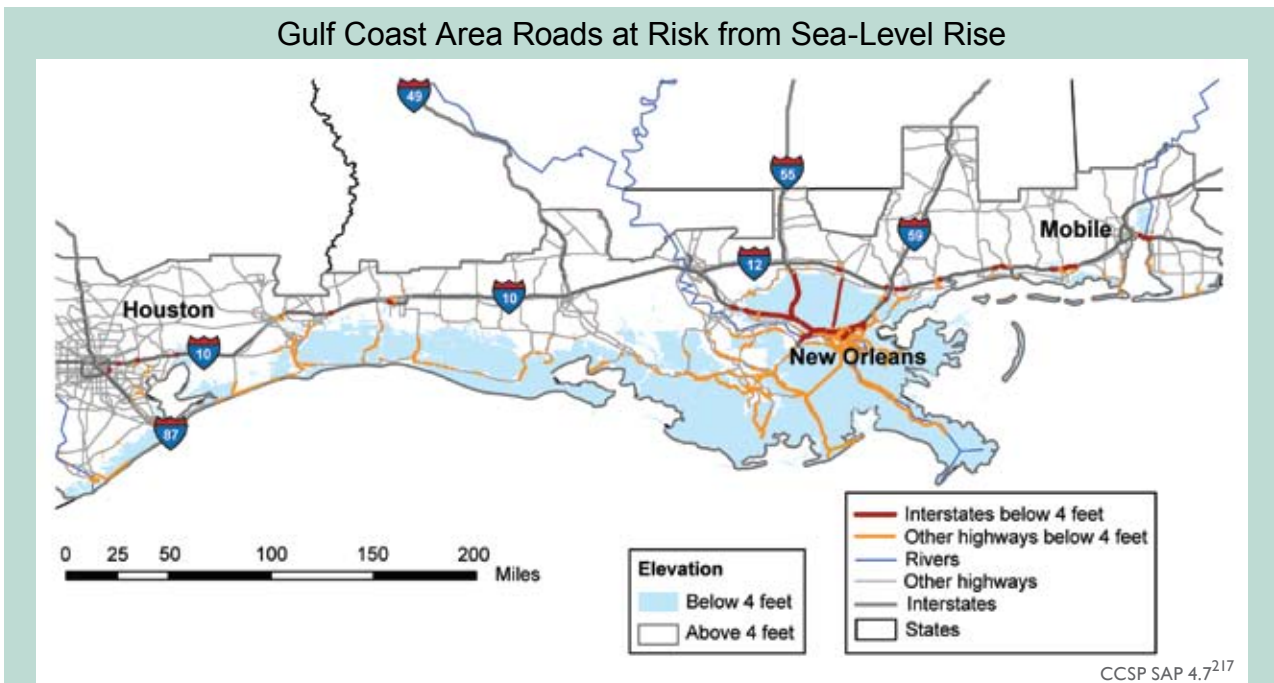 Gulf Coast Area Roads at Risk from Sea-Level Rise
49
55
59
Mobile
12
10
Houston
10
New Orleans
87
0 25 50 100 150 200
Miles
Elevation
Below 4 feet
Above 4 feet
Interstates below 4 feet
Other highways below 4 feet
Rivers
Other highways
Interstates
States
CCSP SAP 4.7217